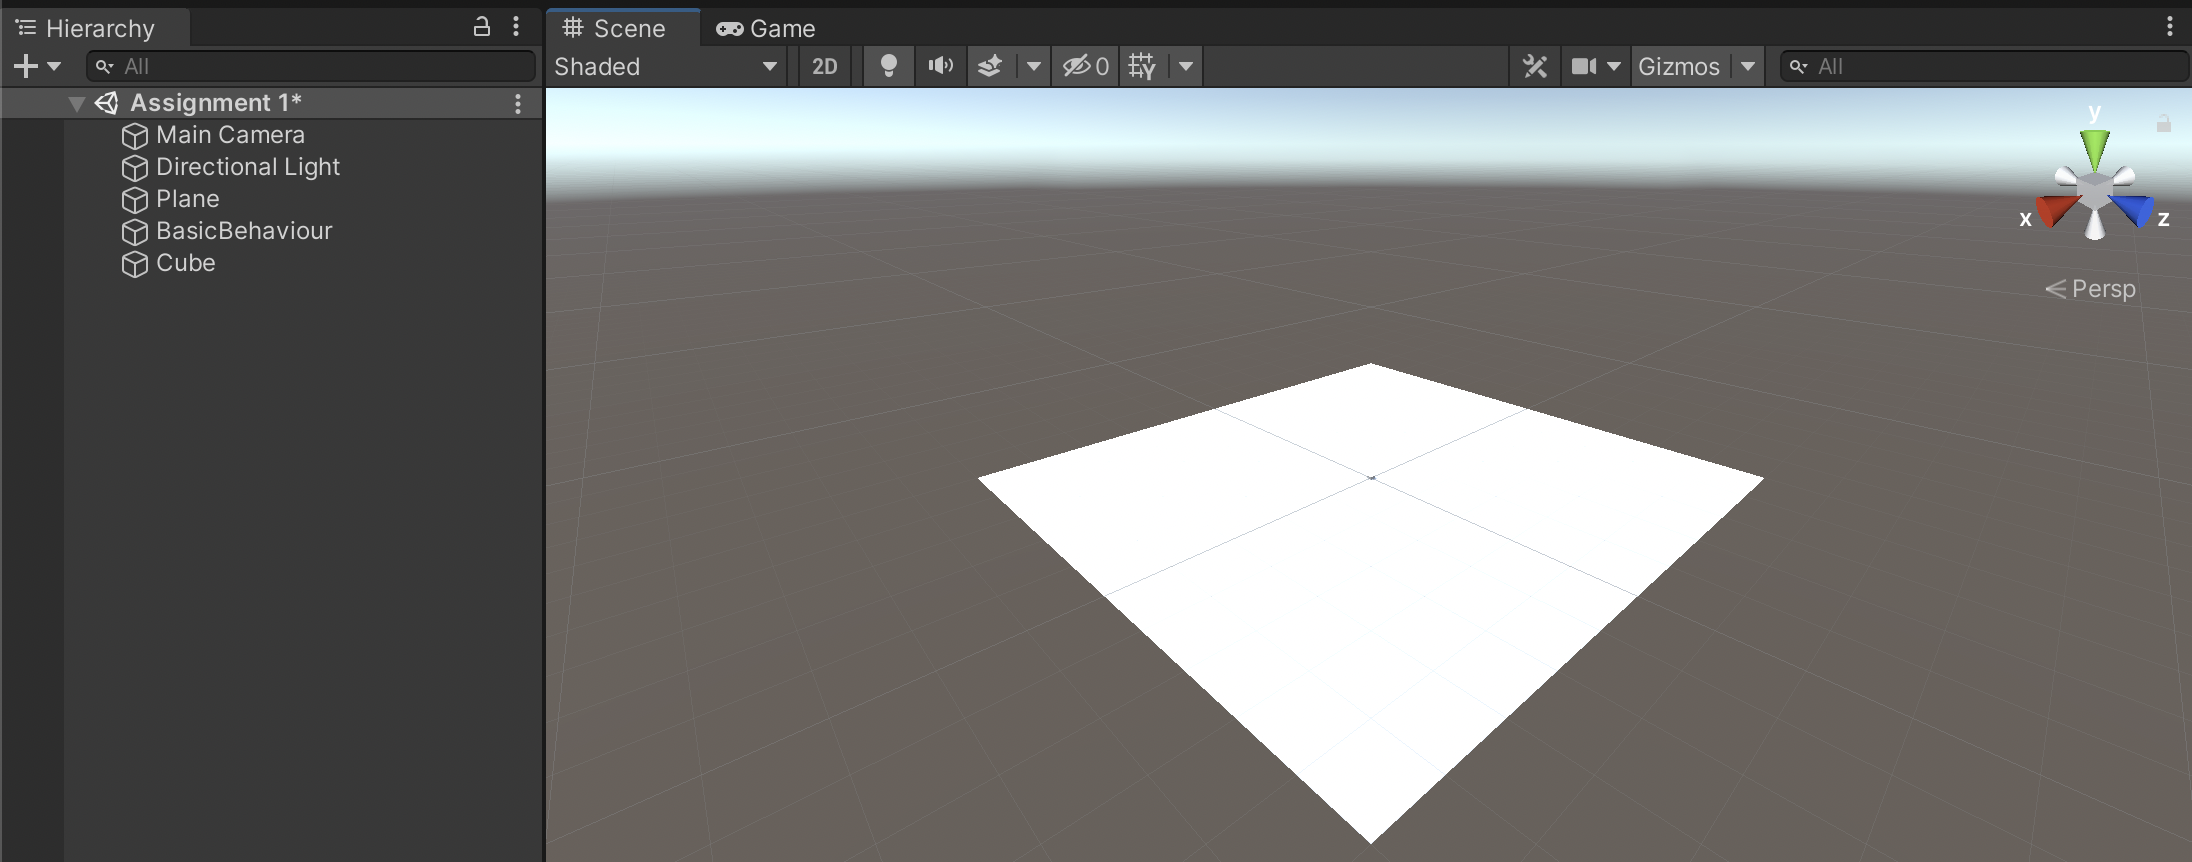 Hierarchy
All
Assignment 1*
Main Camera
Directional Light
Plane
BasicBehaviour
Cube
Scene Game
Shaded 2D 0 Gizmos All
y
x z
Persp